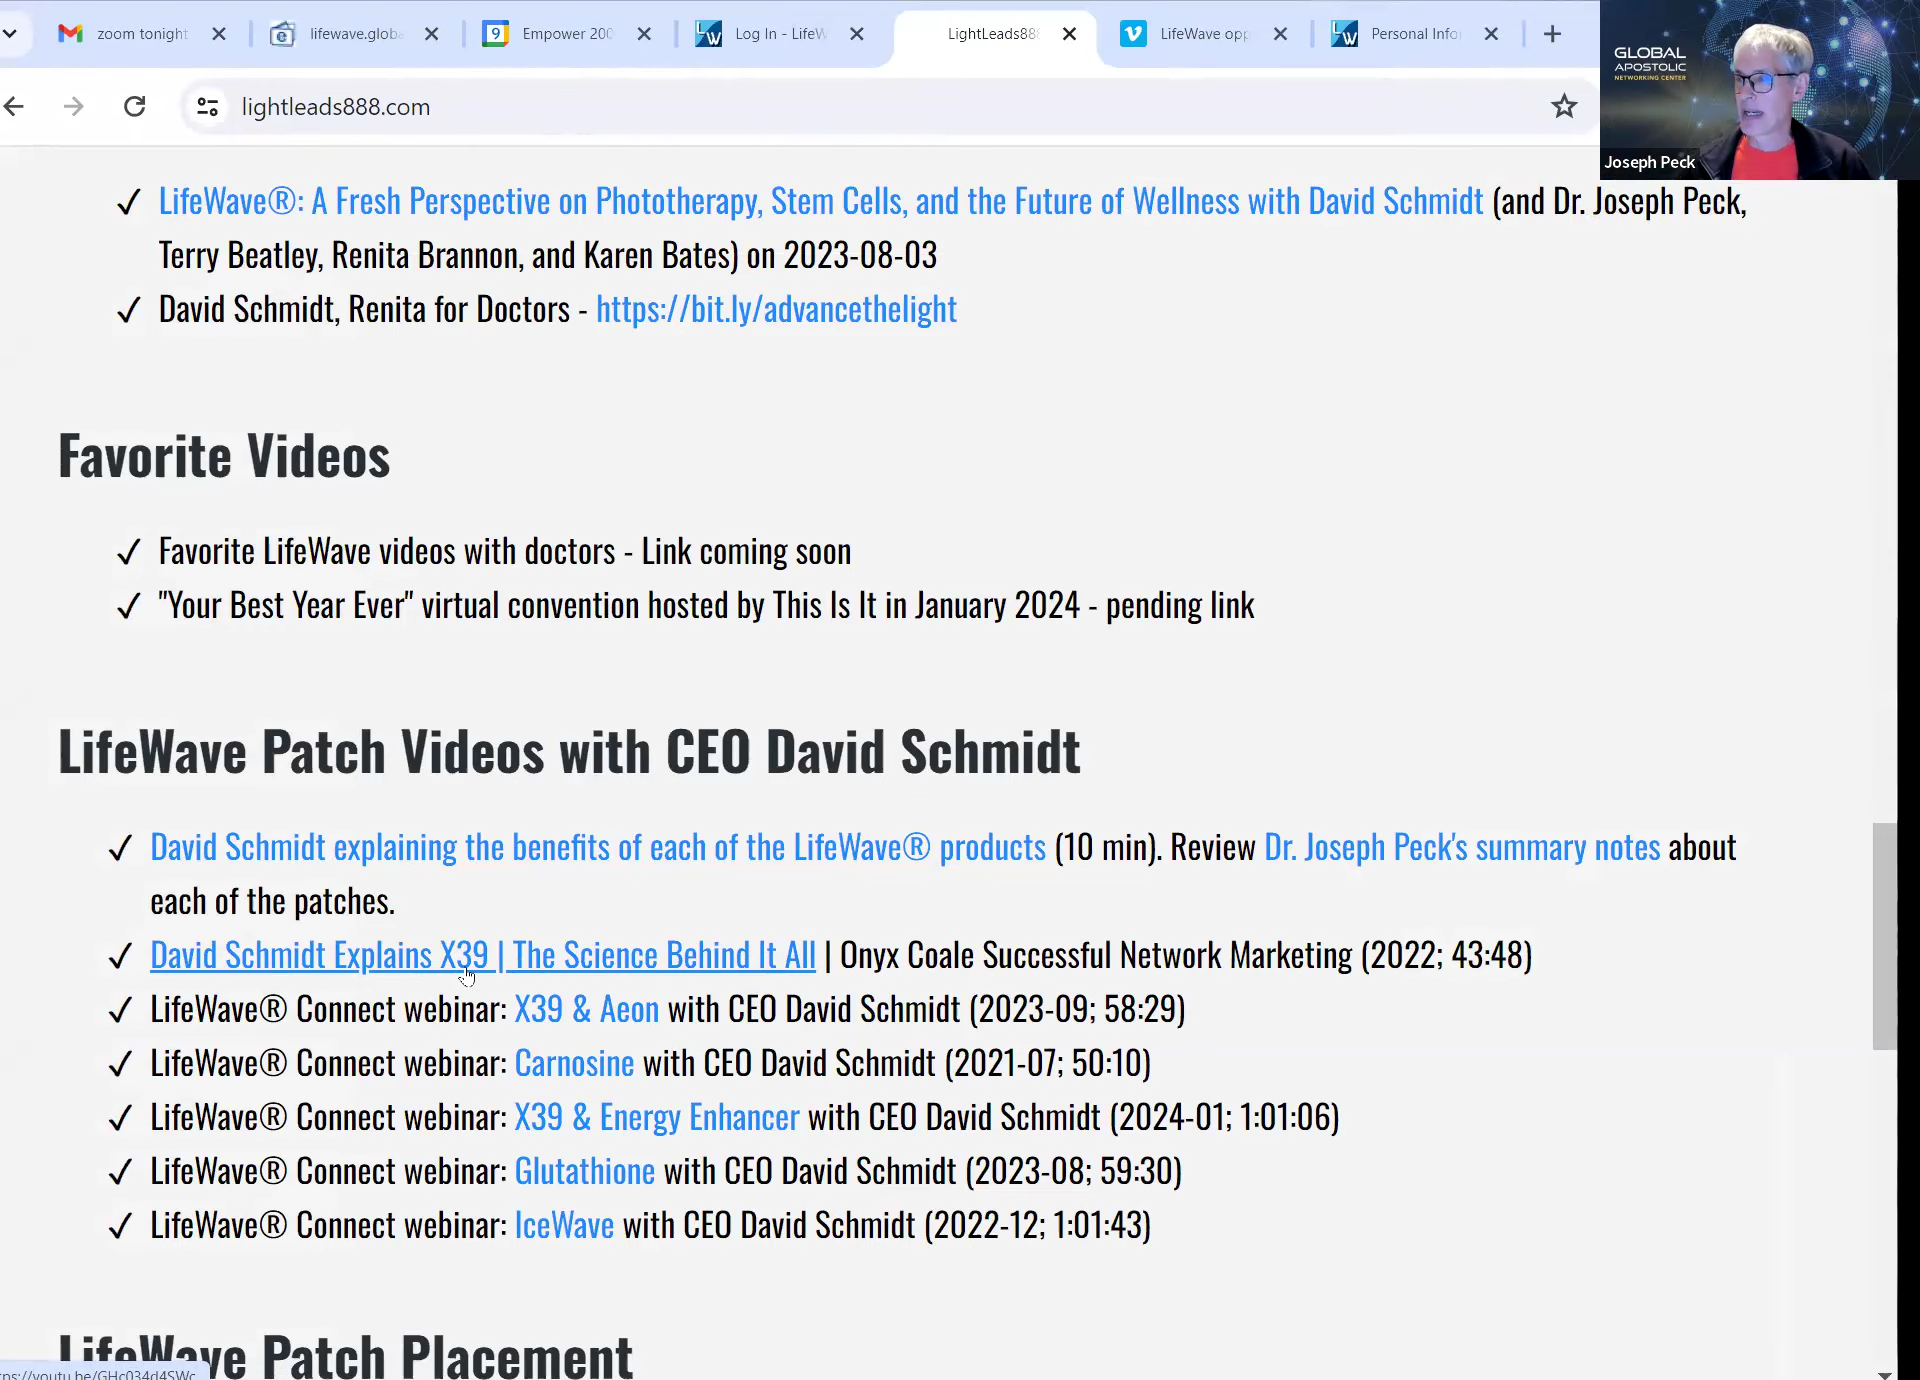 zoom tonight
lifewave.globa
9
Empower 200
LW
Log In - LifeW
LightLeads888
LifeWave opp
LW
Personal Info
lightleads888.com
GLOBAL
APOSTOLIC
NETWORKING CENTER
Joseph Peck
✓ LifeWave®: A Fresh Perspective on Phototherapy, Stem Cells, and the Future of Wellness with David Schmidt (and Dr. Joseph Peck,
Terry Beatley, Renita Brannon, and Karen Bates) on 2023-08-03
✓ David Schmidt, Renita for Doctors - https://bit.ly/advancethelight
Favorite Videos
✓ Favorite LifeWave videos with doctors - Link coming soon
✓ "Your Best Year Ever" virtual convention hosted by This Is It in January 2024 - pending link
LifeWave Patch Videos with CEO David Schmidt
✓ David Schmidt explaining the benefits of each of the LifeWave® products (10 min). Review Dr. Joseph Peck's summary notes about
each of the patches.
✓ David Schmidt Explains X39 | The Science Behind It All | Onyx Coale Successful Network Marketing (2022; 43:48)
✓ LifeWave® Connect webinar: X39 & Aeon with CEO David Schmidt (2023-09; 58:29)
✓ LifeWave® Connect webinar: Carnosine with CEO David Schmidt (2021-07; 50:10)
✓ LifeWave® Connect webinar: X39 & Energy Enhancer with CEO David Schmidt (2024-01; 1:01:06)
✓ LifeWave® Connect webinar: Glutathione with CEO David Schmidt (2023-08; 59:30)
✓ LifeWave® Connect webinar: IceWave with CEO David Schmidt (2022-12; 1:01:43)
LifeWave Patch Placement